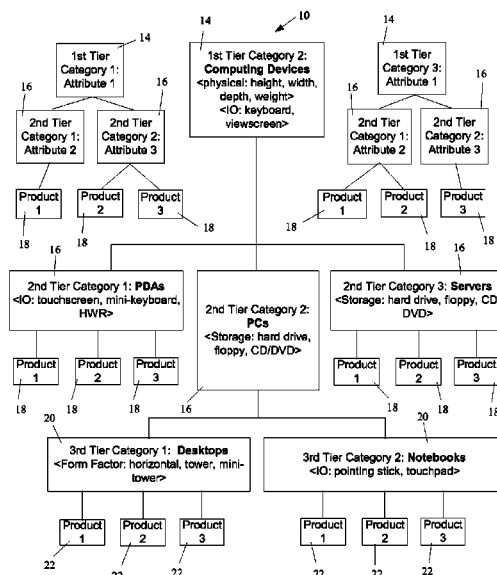 10
14
14
14
1st Tier
Category 1:
Attribute 1
1st Tier Category 2:
Computing Devices
<physical: height, width,
depth, weight>
<IO: keyboard,
viewscreen>
1st Tier
Category 3:
Attribute 1
16
16
16
16
2nd Tier
Category 1:
Attribute 2
2nd Tier
Category 2:
Attribute 3
2nd Tier
Category 1:
Attribute 2
2nd Tier
Category 2:
Attribute 3
Product
1
Product
2
Product
3
Product
1
Product
2
Product
3
18
18
18
18
18
18
16
16
2nd Tier Category 1: PDAs
<IO: touchscreen, mini-keyboard,
HWR>
2nd Tier Category 2:
PCs
<Storage: hard drive,
floppy, CD/DVD>
2nd Tier Category 3: Servers
<Storage: hard drive, floppy, CD/
DVD>
Product
1
Product
2
Product
3
Product
1
Product
2
Product
3
18
18
18
16
18
18
18
20
20
3rd Tier Category 1: Desktops
<Form Factor: horizontal, tower, mini-
tower>
3rd Tier Category 2: Notebooks
<IO: pointing stick, touchpad>
Product
1
Product
2
Product
3
Product
1
Product
2
Product
3
22
22
22
22
22
22